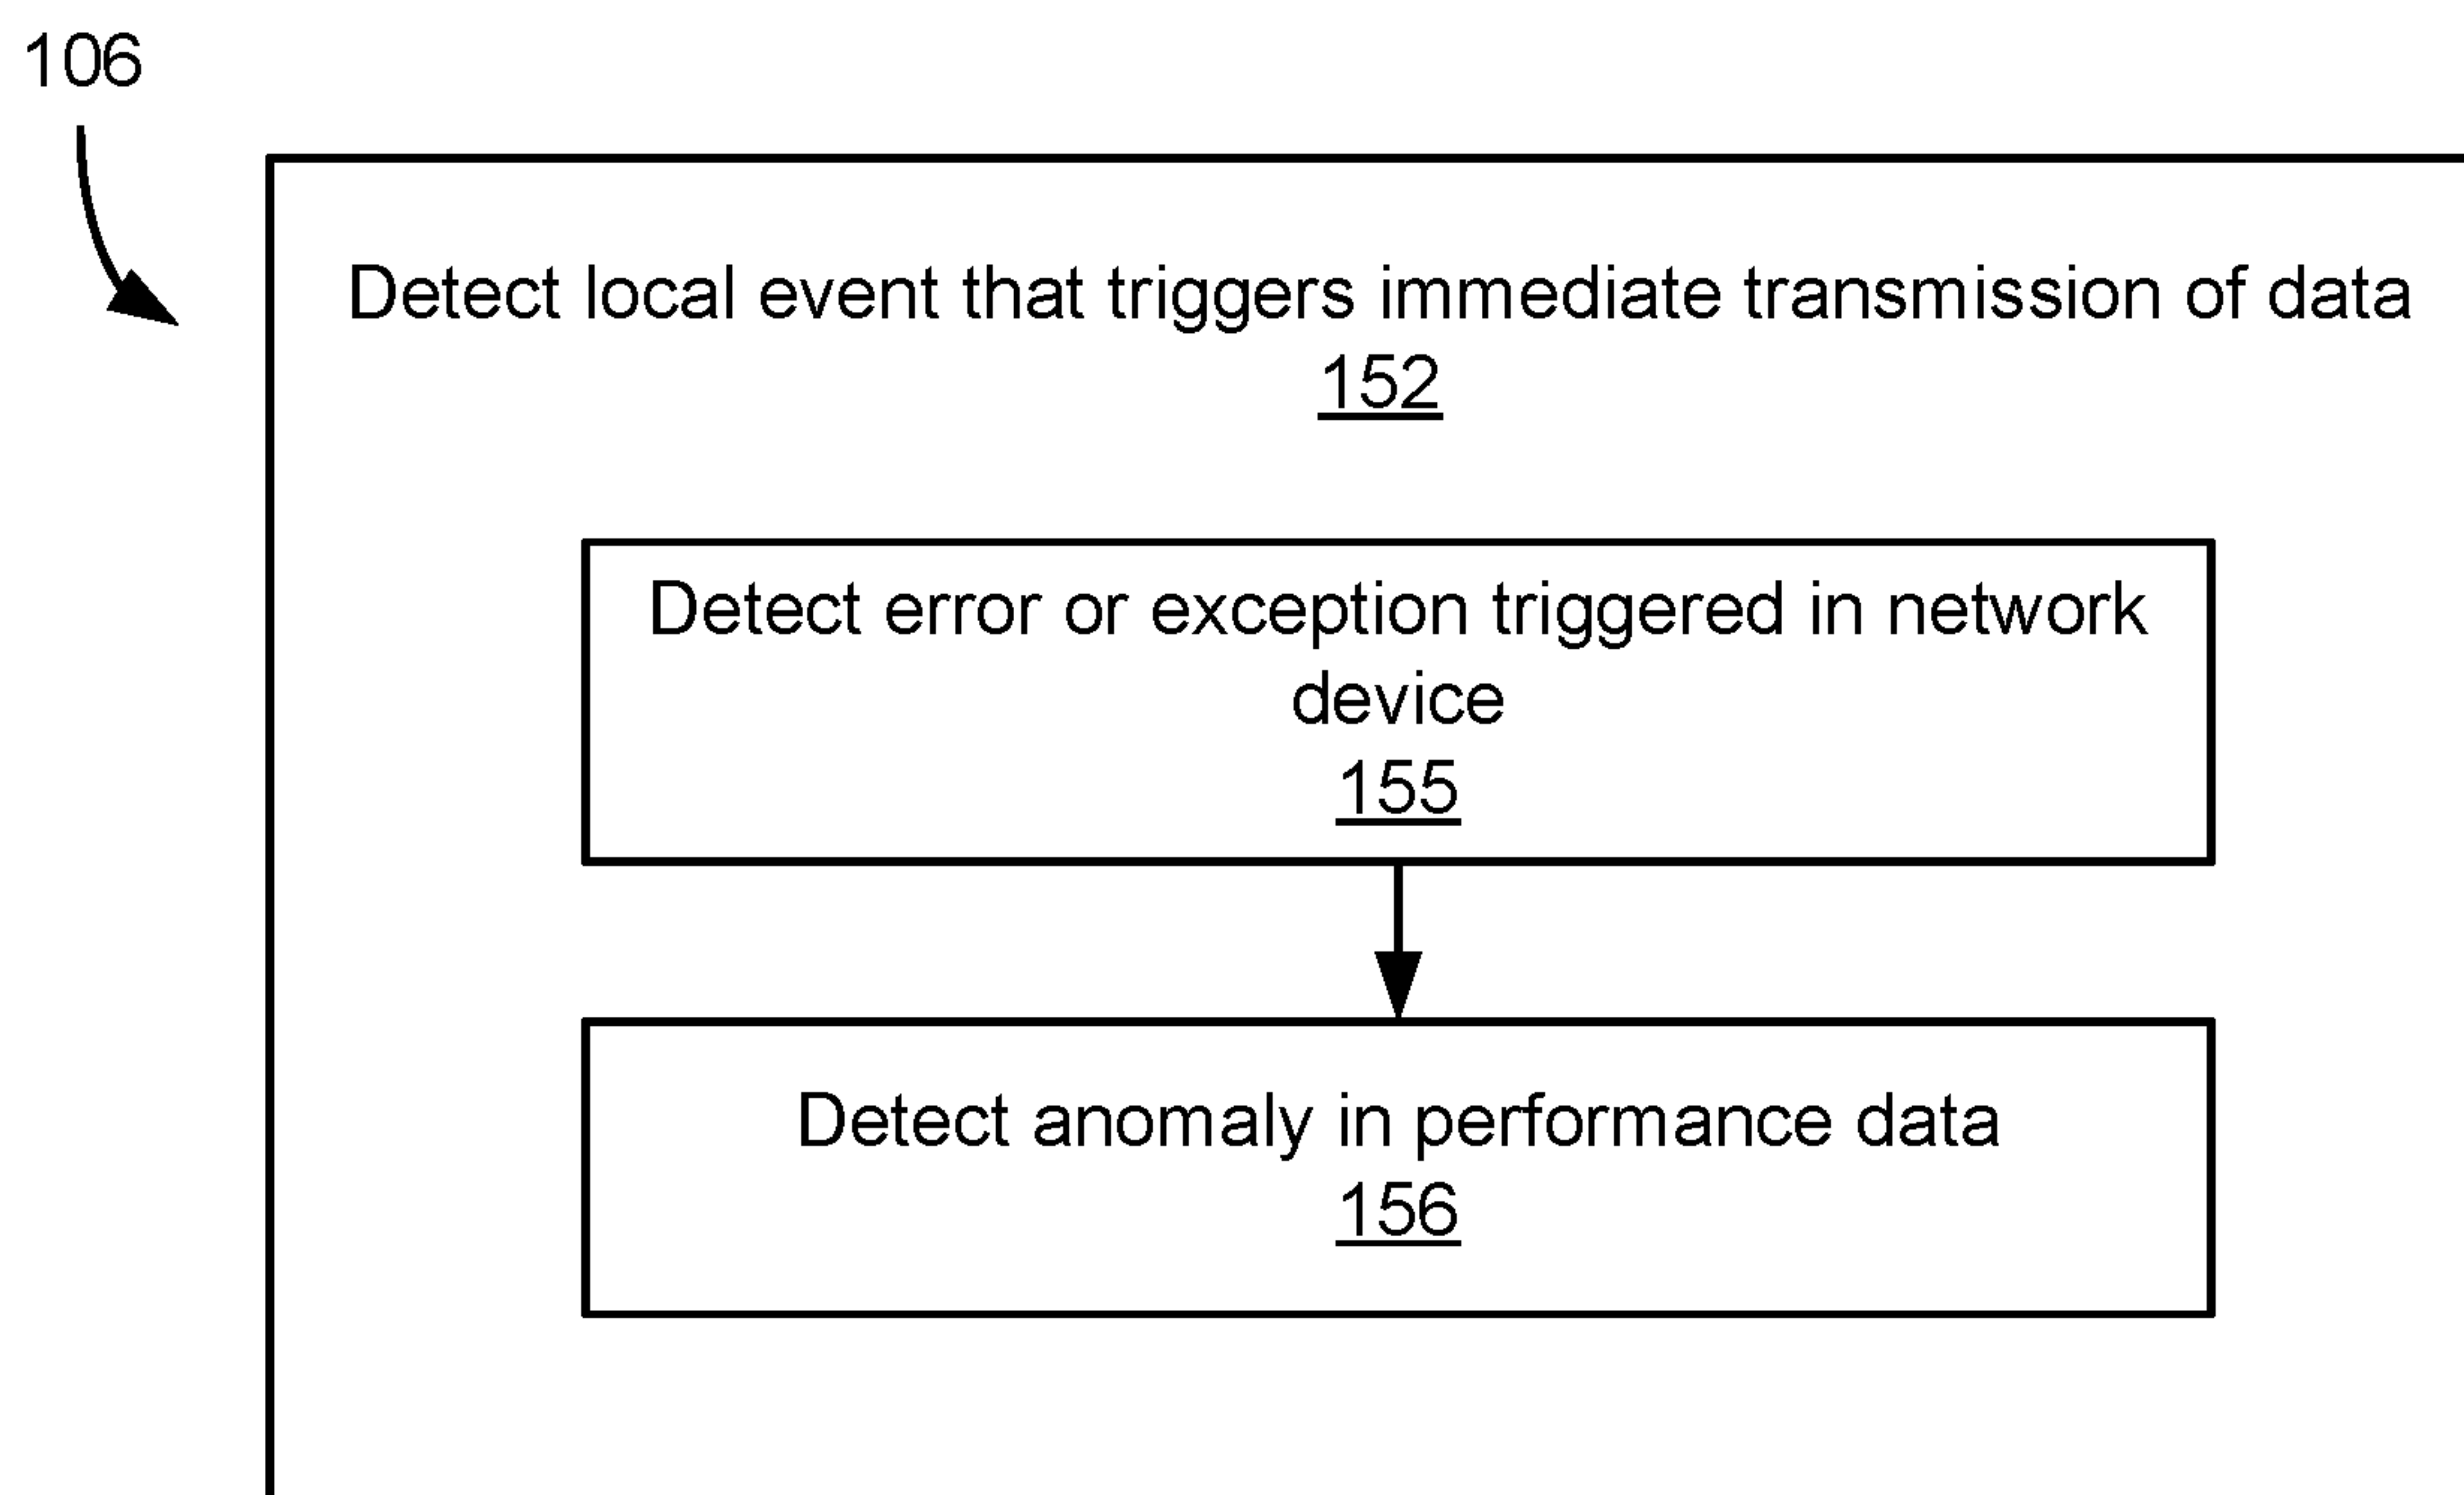 106
Detect local event that triggers immediate transmission of data
152
Detect error or exception triggered in network
device
155
Detect anomaly in performance data
156